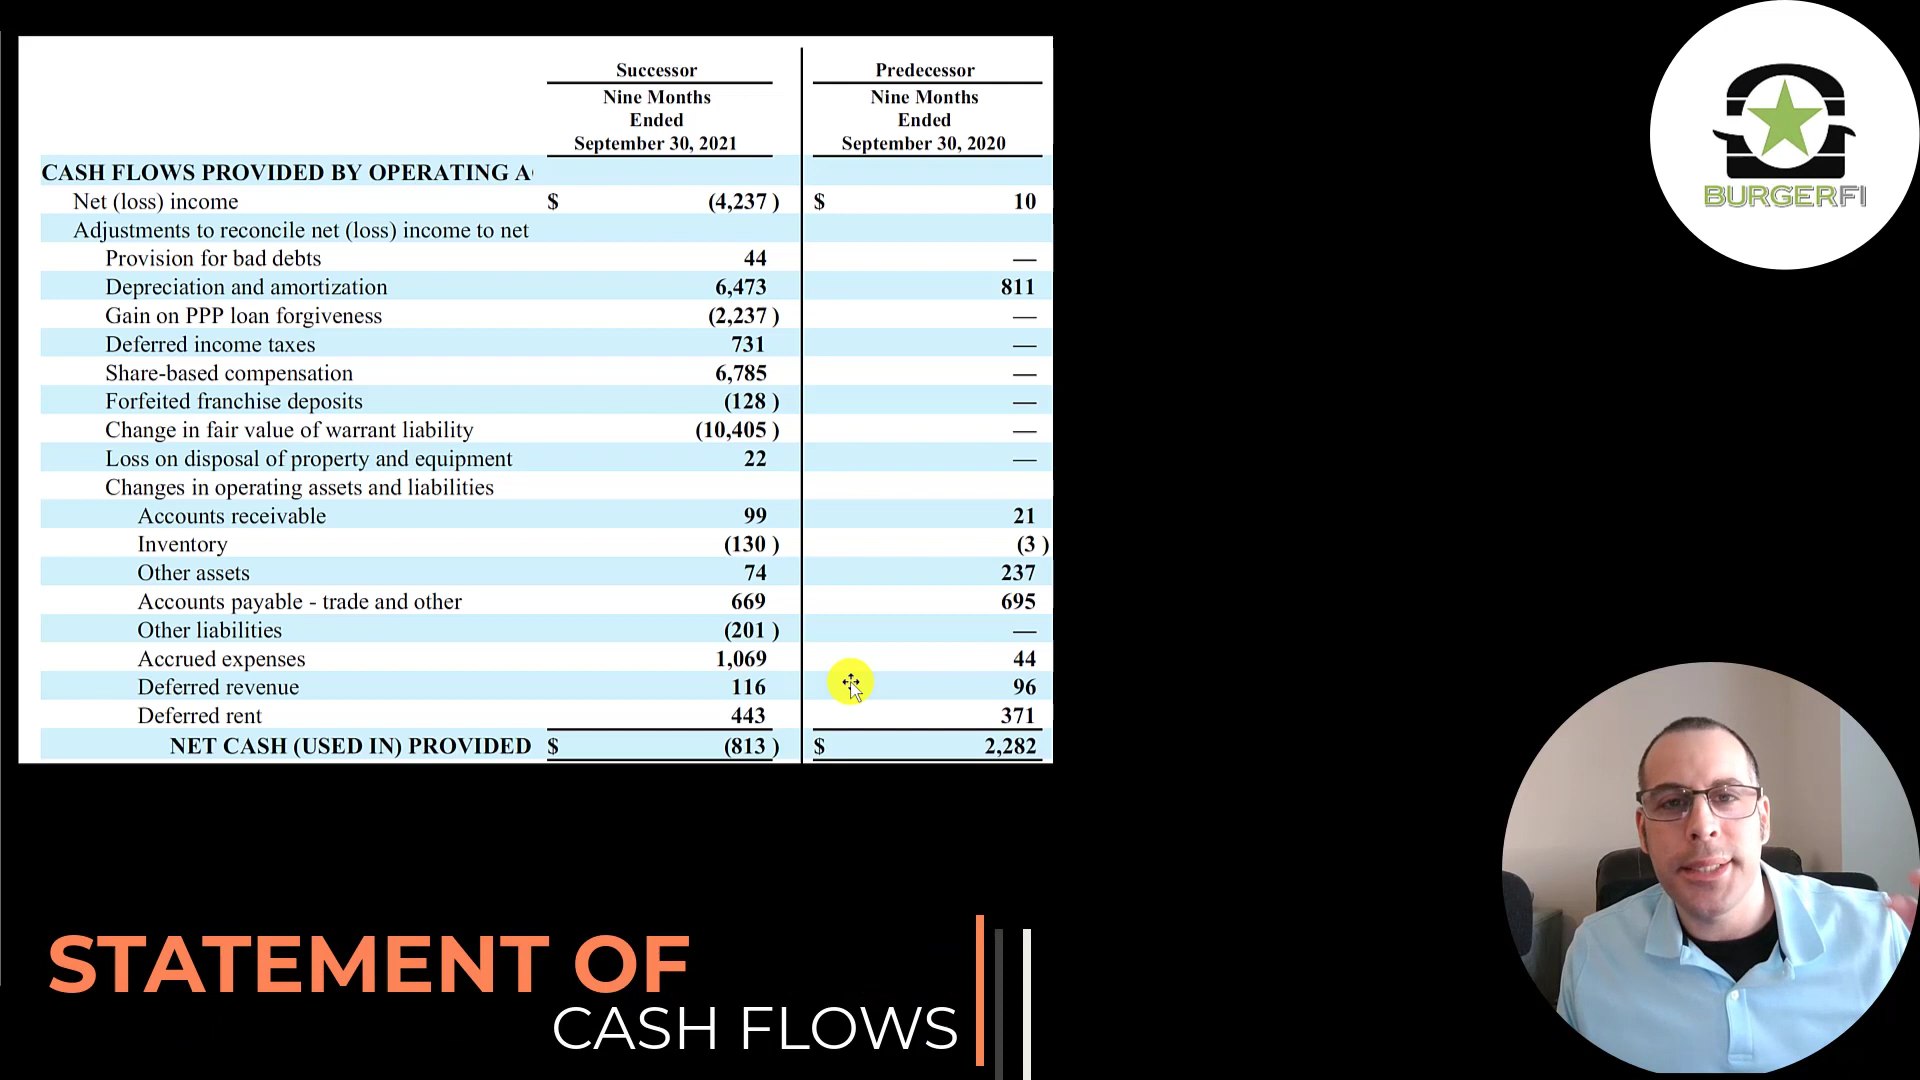 Successor Predecessor
Nine Months Nine Months
Ended Ended
September 30, 2021 September 30, 2020
CASH FLOWS PROVIDED BY OPERATING A
Net (loss) income $ (4,237 ) $ 10
Adjustments to reconcile net (loss) income to net
Provision for bad debts 44 —
Depreciation and amortization 6,473 811
Gain on PPP loan forgiveness (2,237 ) —
Deferred income taxes 731 —
Share-based compensation 6,785 —
Forfeited franchise deposits (128 ) —
Change in fair value of warrant liability (10,405 ) —
Loss on disposal of property and equipment 22 —
Changes in operating assets and liabilities
Accounts receivable 99 21
Inventory (130 ) (3 )
Other assets 74 237
Accounts payable - trade and other 669 695
Other liabilities (201 ) —
Accrued expenses 1,069 44
Deferred revenue 116 96
Deferred rent 443 371
NET CASH (USED IN) PROVIDED $ (813 ) $ 2,282
BURGERFI
STATEMENT OF
CASH FLOWS